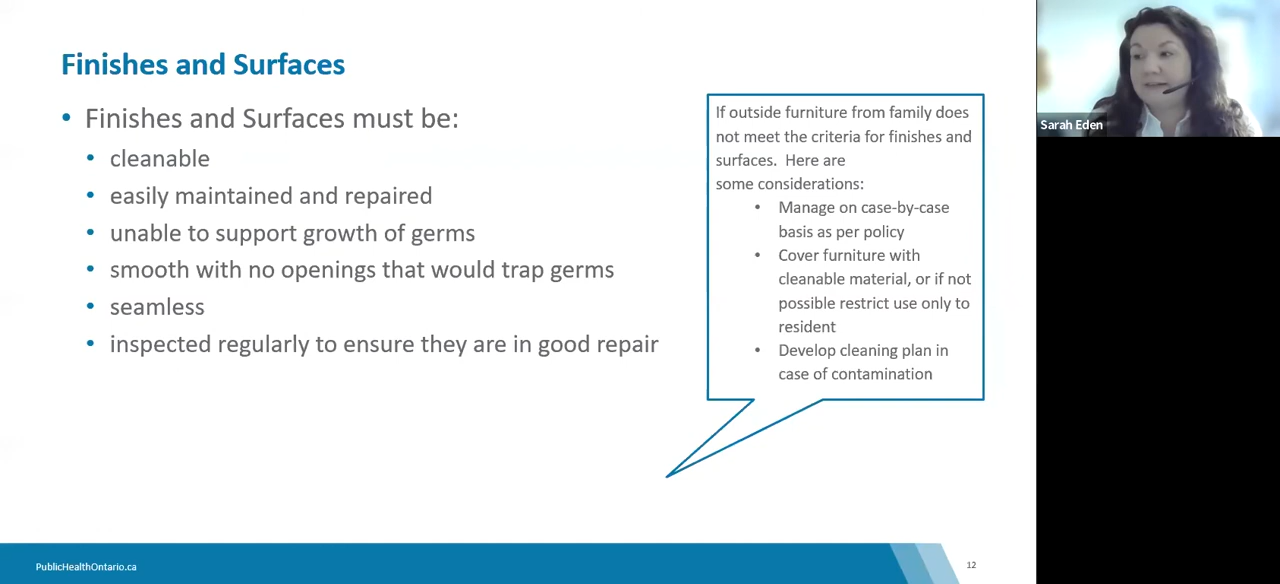 Finishes and Surfaces
• Finishes and Surfaces must be:
• cleanable
• easily maintained and repaired
• unable to support growth of germs
• smooth with no openings that would trap germs
• seamless
• inspected regularly to ensure they are in good repair
If outside furniture from family does
not meet the criteria for finishes and
surfaces. Here are
some considerations:
• Manage on case-by-case
basis as per policy
• Cover furniture with
cleanable material, or if not
possible restrict use only to
resident
• Develop cleaning plan in
case of contamination
Sarah Eden
PublicHealthOntario.ca
12